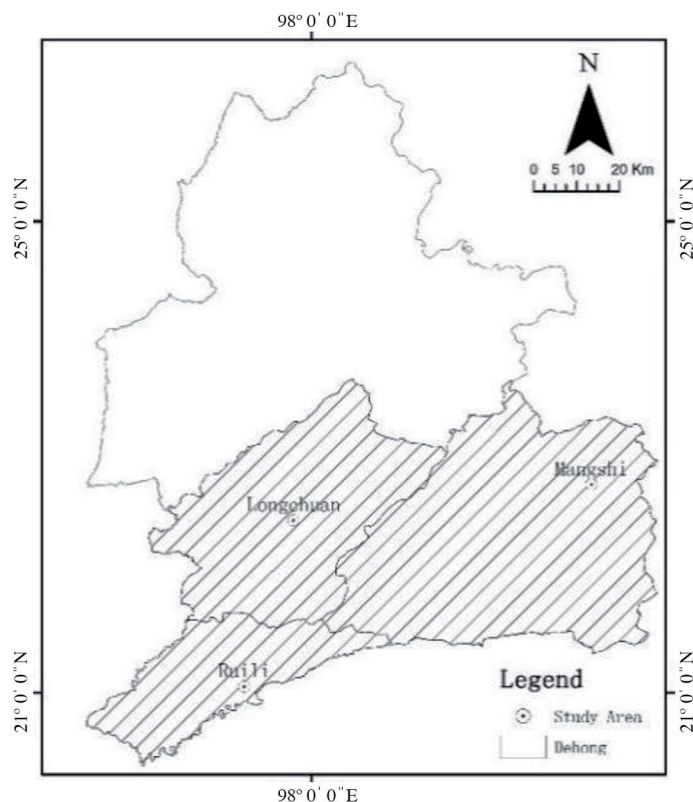 98° 0' 0"E
N
0 5 10 20 Km
25° 0' 0"N
25° 0' 0"N
Mangshi
Longchuan
Ruili
21° 0' 0"N
21° 0' 0"N
Legend
Study Area
Dehong
98° 0' 0"E